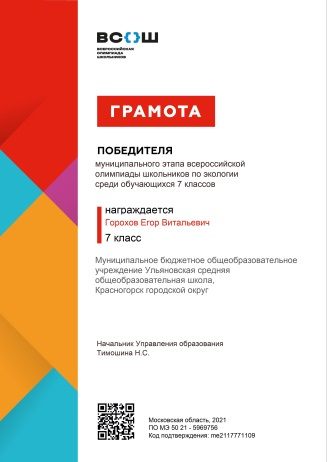 ВСОШ
ВСЕРОССИЙСКАЯ
ОЛИМПИАДА
ШКОЛЬНИКОВ
ГРАМОТА
ПОБЕДИТЕЛЯ
муниципального этапа всероссийской
олимпиады школьников по экологии
среди обучающихся 7 классов
награждается
Горохов Егор Витальевич
7 класс
Муниципальное бюджетное общеобразовательное
учреждение Ульяновская средняя
общеобразовательная школа,
Красногорск городской округ
Начальник Управления образования
Тимошина Н.С.
Московская область, 2021
ПО МЭ 50 21 - 5969756
Код подтверждения: me2117771109